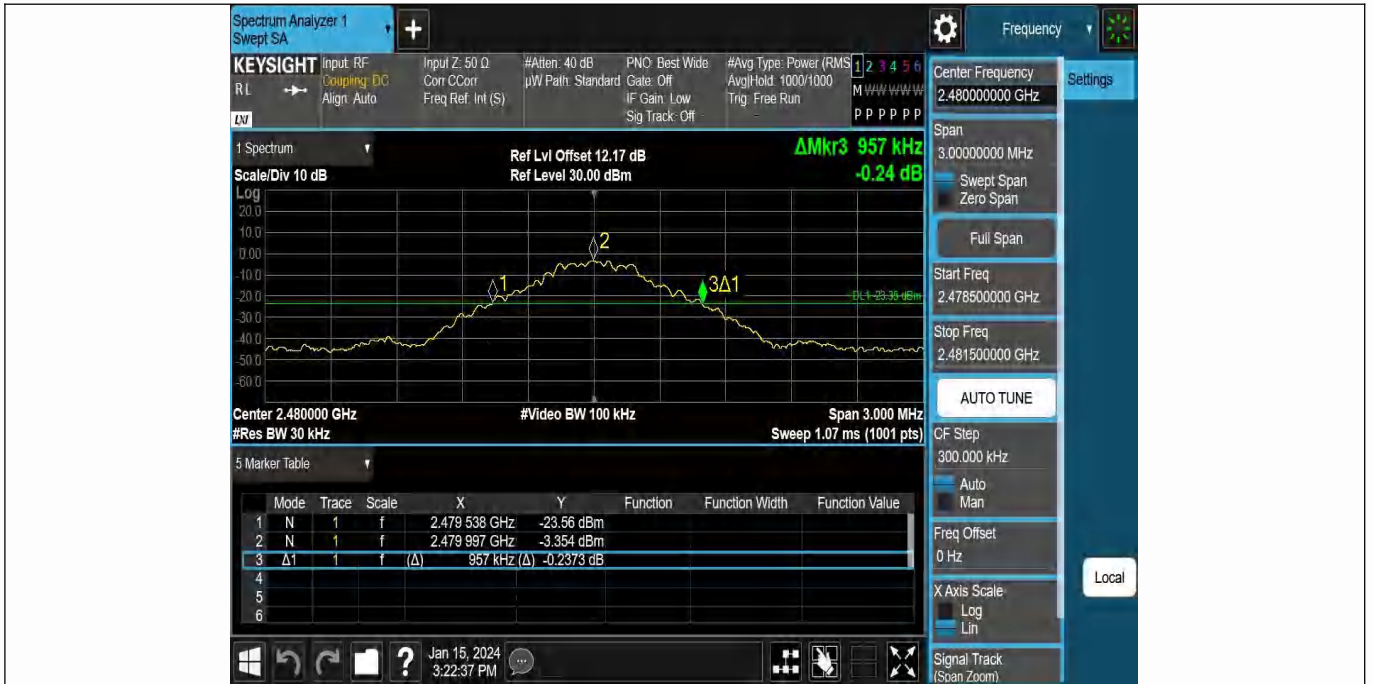 Spectrum Analyzer 1
Swept SA
+
Frequency
KEYSIGHT
RL
LXI
Input: RF
Coupling: DC
Align: Auto
Input Z: 50 Ω
Corr CCorr
Freq Ref: Int (S)
#Atten: 40 dB
µW Path: Standard
PNO: Best Wide
Gate: Off
IF Gain: Low
Sig Track: Off
#Avg Type: Power (RMS
Avg|Hold: 1000/1000
Trig: Free Run
1 2 3 4 5 6
M W W W W W
P P P P P P
1 Spectrum
Scale/Div 10 dB
Ref Lvl Offset 12.17 dB
Ref Level 30.00 dBm
ΔMkr3 957 kHz
-0.24 dB
Log
20.0
10.0
0.00
-10.0
-20.0
-30.0
-40.0
-50.0
-60.0
1
2
3Δ1
DL1 -23.35 dBm
Center 2.480000 GHz
#Video BW 100 kHz
Span 3.000 MHz
#Res BW 30 kHz
Sweep 1.07 ms (1001 pts)
5 Marker Table
Mode Trace Scale X Y Function Function Width Function Value
1 N 1 f 2.479 538 GHz -23.56 dBm
2 N 1 f 2.479 997 GHz -3.354 dBm
3 Δ1 1 f (Δ) 957 kHz (Δ) -0.2373 dB
4
5
6
Jan 15, 2024
3:22:37 PM
?
Center Frequency
2.480000000 GHz
Settings
Span
3.00000000 MHz
Swept Span
Zero Span
Full Span
Start Freq
2.478500000 GHz
Stop Freq
2.481500000 GHz
AUTO TUNE
CF Step
300.000 kHz
Auto
Man
Freq Offset
0 Hz
X Axis Scale
Log
Lin
Local
Signal Track
(Span Zoom)